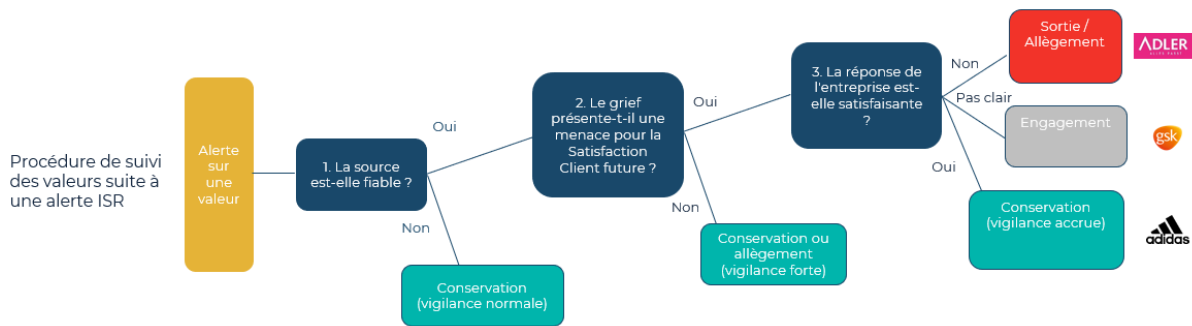 Procédure de suivi
des valeurs suite à
une alerte ISR
Alerte
sur
une
valeur
1. La source
est-elle fiable ?
Oui
Non
Conservation
(vigilance normale)
2. Le grief
présente-t-il une
menace pour la
Satisfaction
Client future ?
Oui
Non
Conservation ou
allègement
(vigilance forte)
3. La réponse de
l'entreprise est-
elle satisfaisante
?
Non
Pas clair
Oui
Sortie /
Allègement
ADLER
Engagement
gsk
Conservation
(vigilance accrue)
adidas